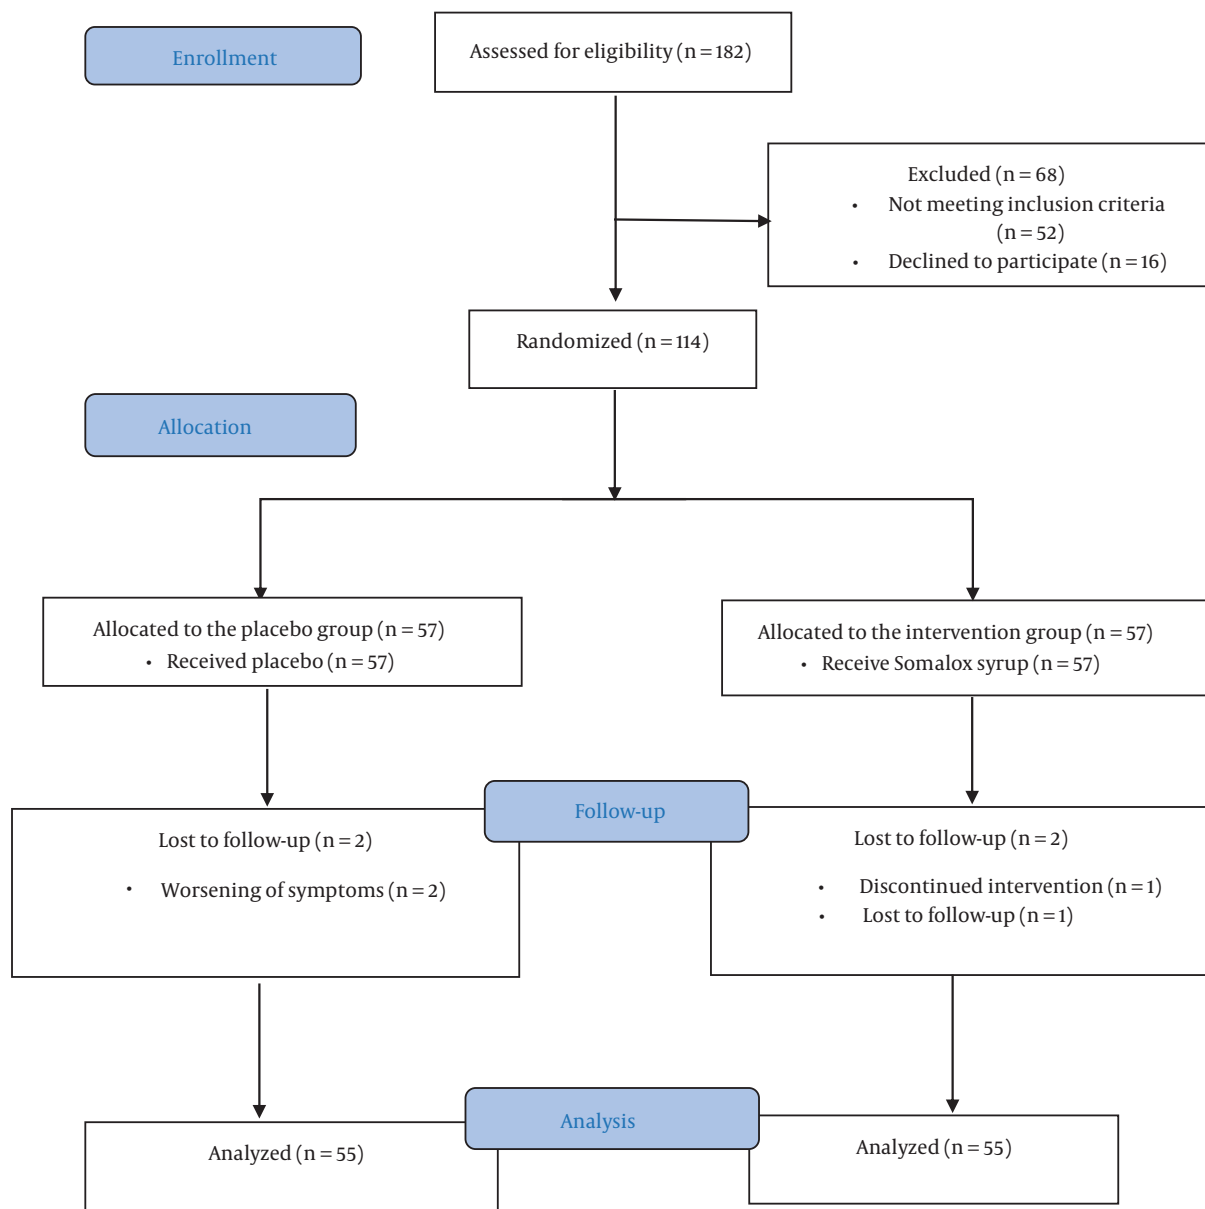 Enrollment
Assessed for eligibility (n = 182)
Excluded (n = 68)
• Not meeting inclusion criteria
(n = 52)
• Declined to participate (n = 16)
Randomized (n = 114)
Allocation
Allocated to the placebo group (n = 57)
• Received placebo (n = 57)
Allocated to the intervention group (n = 57)
• Receive Somalox syrup (n = 57)
Follow-up
Lost to follow-up (n = 2)
• Worsening of symptoms (n = 2)
Lost to follow-up (n = 2)
• Discontinued intervention (n = 1)
• Lost to follow-up (n = 1)
Analysis
Analyzed (n = 55)
Analyzed (n = 55)